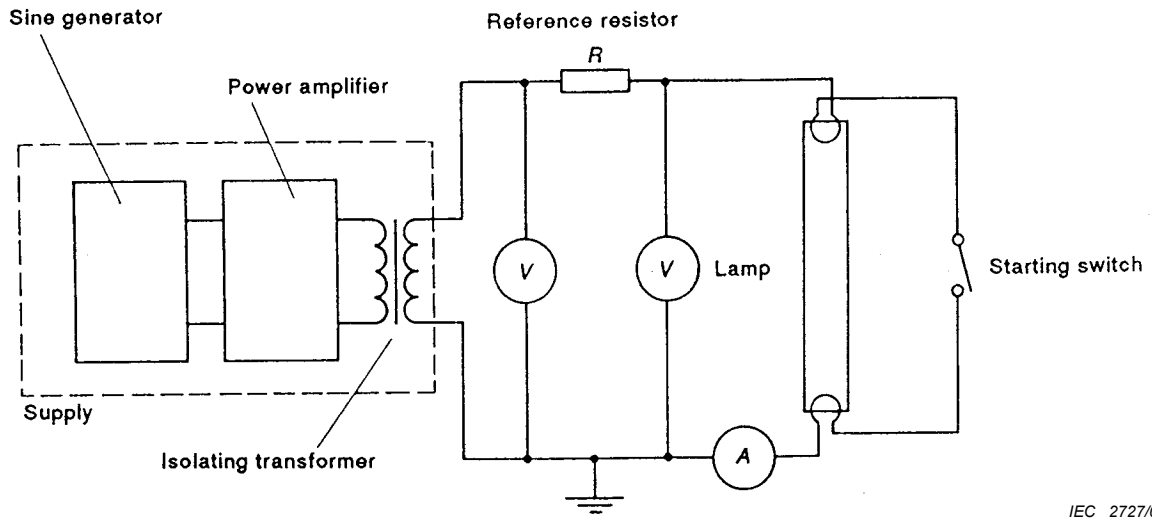 Sine generator
Reference resistor
R
Power amplifier
V
V
Lamp
Starting switch
Supply
Isolating transformer
A